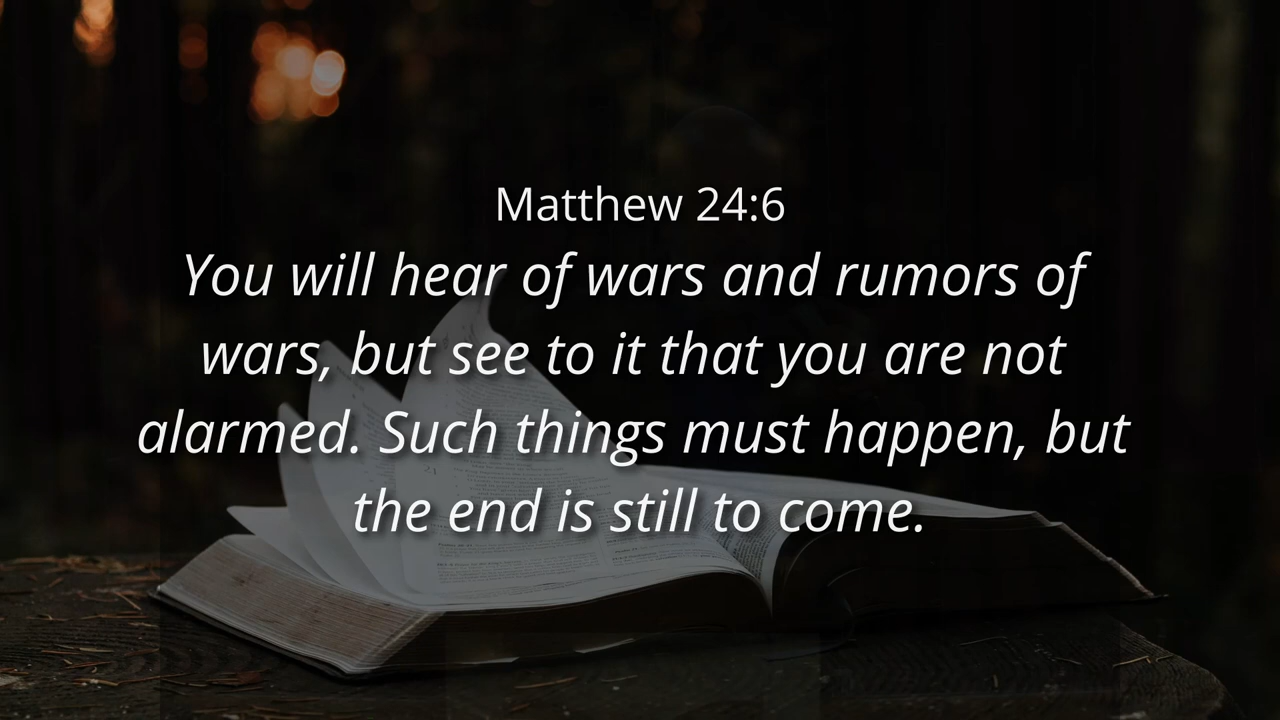 Matthew 24:6
You will hear of wars and rumors of
wars, but see to it that you are not
alarmed. Such things must happen, but
the end is still to come.